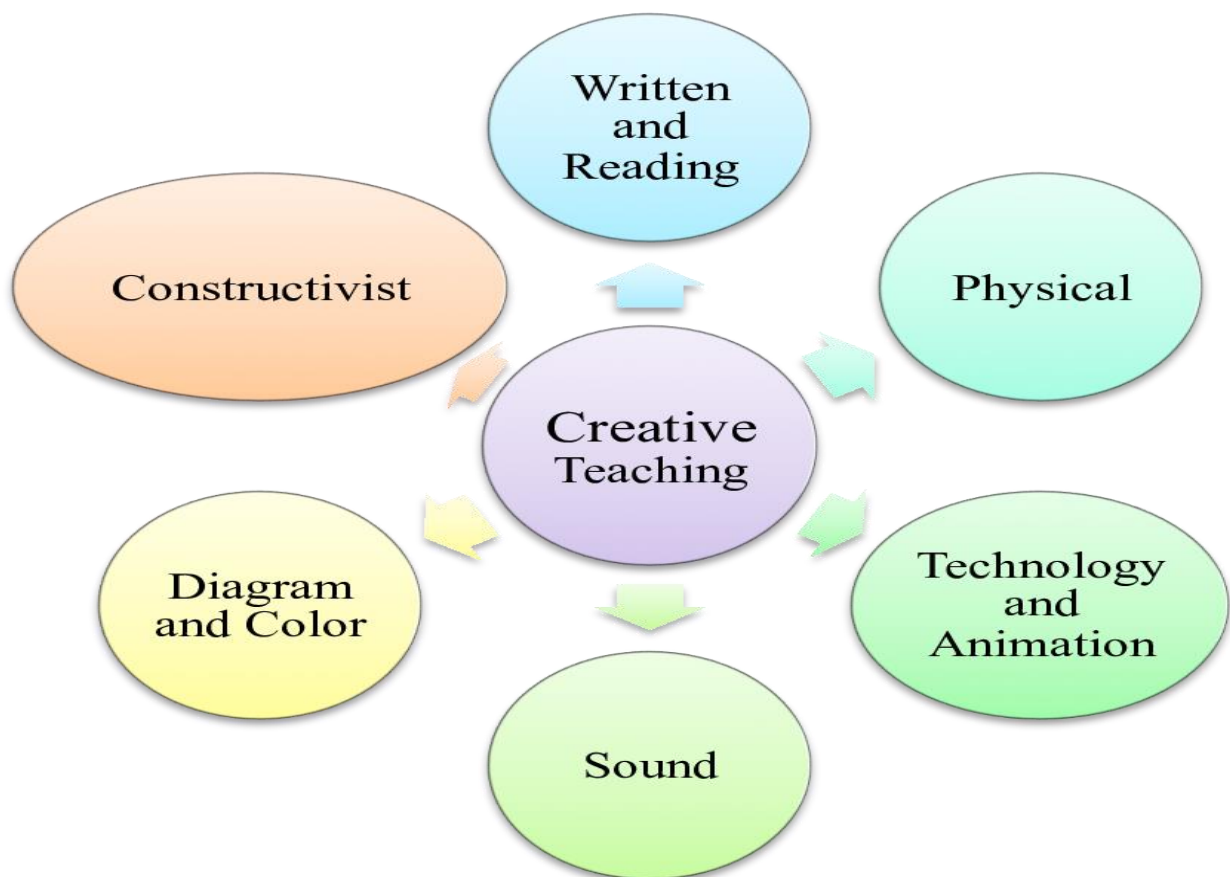 Written
and
Reading
Constructivist
Physical
Creative
Teaching
Diagram
and Color
Technology
and
Animation
Sound